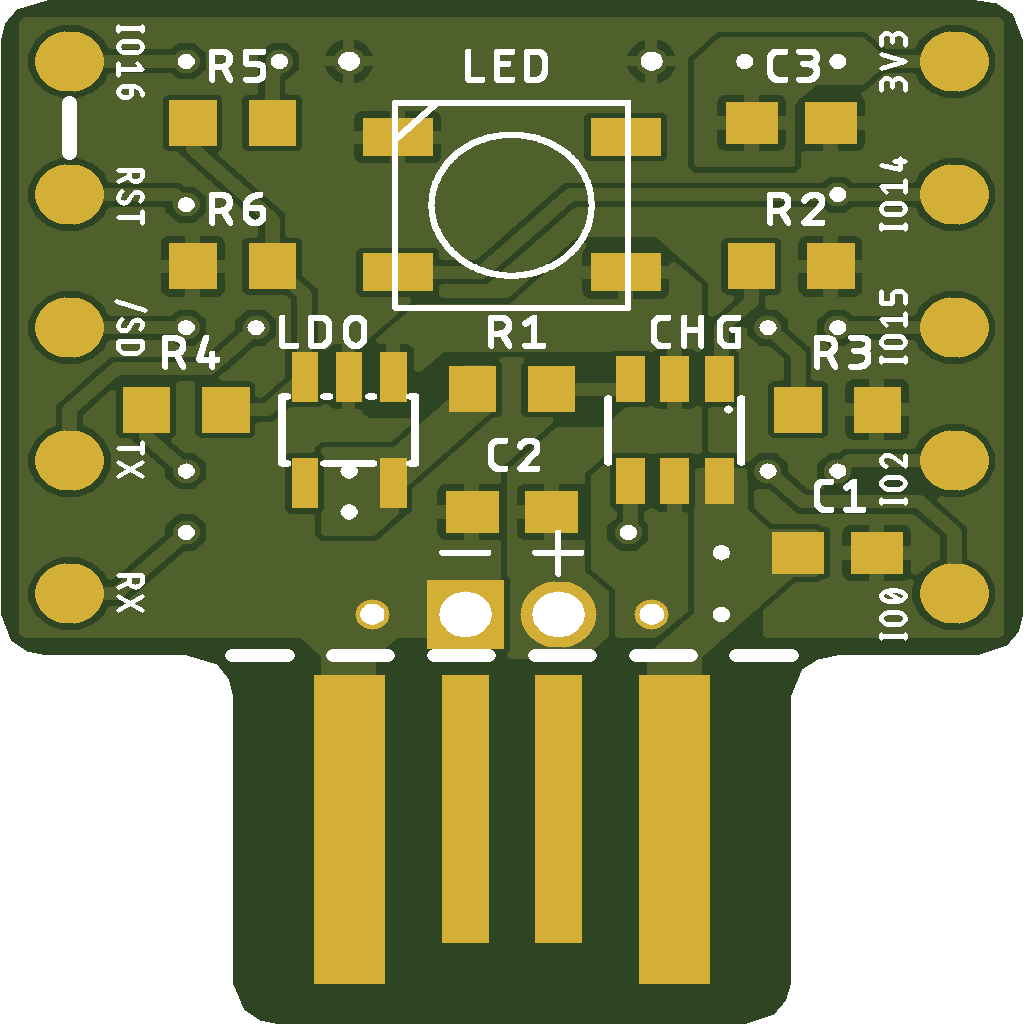 IO16
R5
LED
C3
3V3
RST
R6
R2
IO14
/SD
LDO
R1
CHG
IO15
R4
R3
TX
C2
IO2
C1
— +
RX
IO0